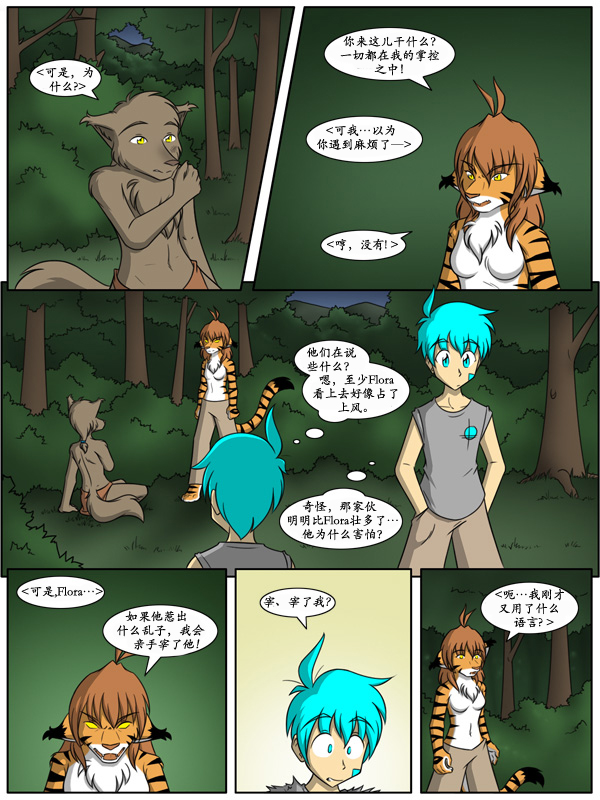 <可是，为
什么?>
你来这儿干什么?
一切都在我的掌控
之中!
<可我…以为
你遇到麻烦了—>
<哼，没有! >
他们在说
些什么?
嗯，至少Flora
看上去好像占了
上风。
奇怪，那家伙
明明比Flora壮多了…
他为什么害怕?
<可是,Flora…>
如果他惹出
什么乱子，我会
亲手宰了他!
宰、宰了我?
<呃…我刚才
又用了什么
语言? >